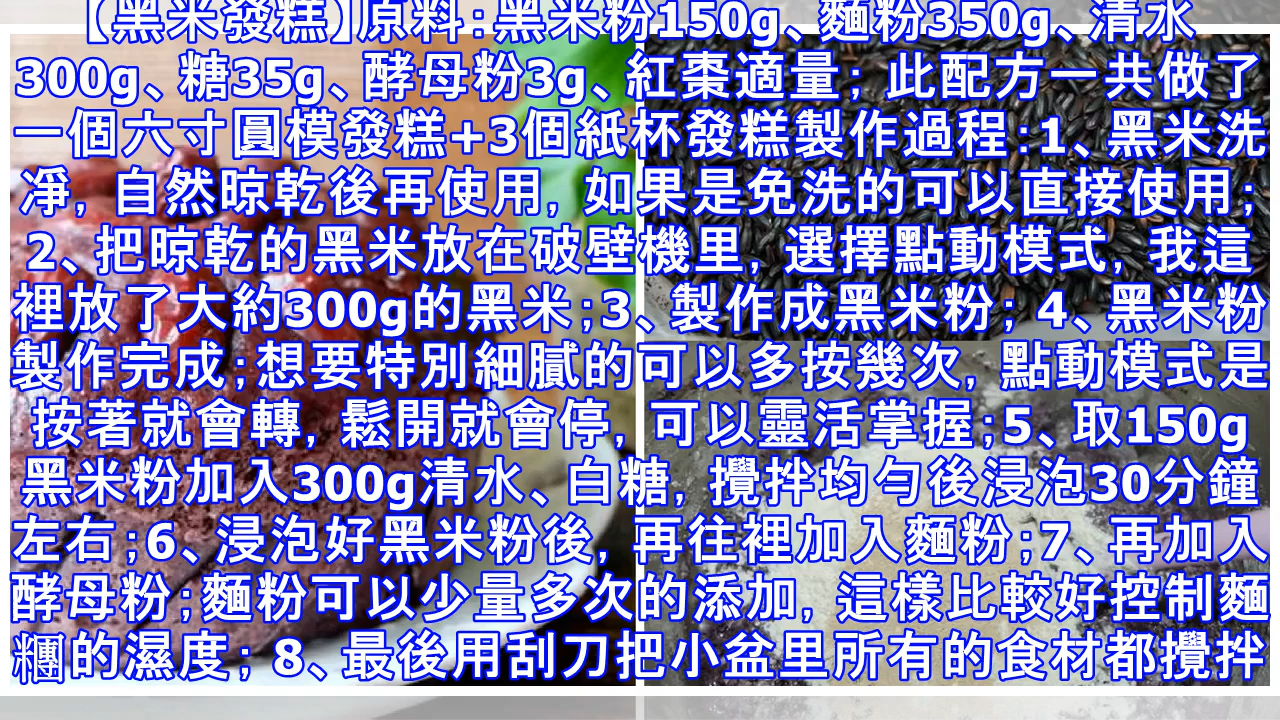 【黑米發糕】原料：黑米粉150g、麵粉350g、清水
300g、糖35g、酵母粉3g、紅棗適量；此配方一共做了
一個六寸圓模發糕+3個紙杯發糕製作過程：1、黑米洗
凈，自然晾乾後再使用，如果是免洗的可以直接使用；
2、把晾乾的黑米放在破壁機里，選擇點動模式，我這
裡放了大約300g的黑米；3、製作成黑米粉；4、黑米粉
製作完成；想要特別細膩的可以多按幾次，點動模式是
按著就會轉，鬆開就會停，可以靈活掌握；5、取150g
黑米粉加入300g清水、白糖，攪拌均勻後浸泡30分鐘
左右；6、浸泡好黑米粉後，再往裡加入麵粉；7、再加入
酵母粉；麵粉可以少量多次的添加，這樣比較好控制麵
糰的濕度；8、最後用刮刀把小盆里所有的食材都攪拌